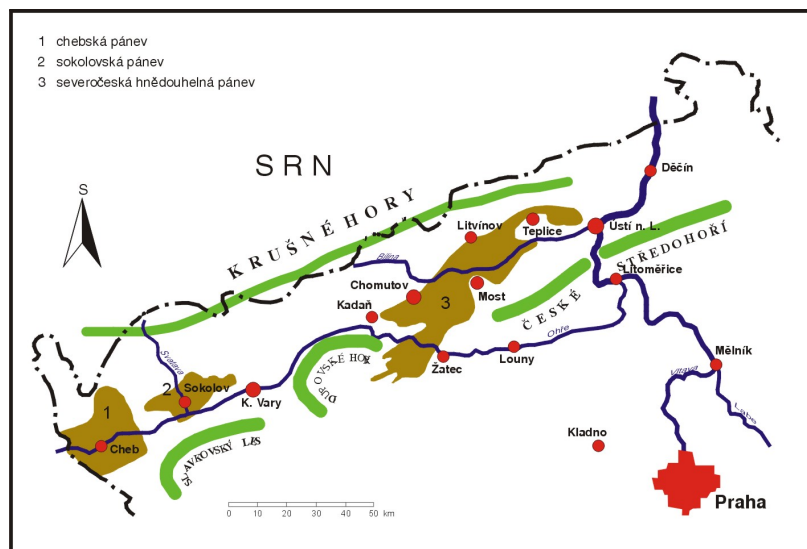 1 chebská pánev
2 sokolovská pánev
3 severočeská hnědouhelná pánev
S
SRN
KRUŠNÉ HORY
Děčín
Litvínov
Teplice
Ústí n. L.
Bílina
ČESKÉ STŘEDOHOŘÍ
Litoměřice
Chomutov
3
Most
Kadaň
Ohře
Žatec
Louny
DUPOVSKÉ HORY
Mělník
Vltava
Labe
Svatava
2
Sokolov
K. Vary
1
Cheb
SLAVKOVSKÝ LES
Kladno
Praha
0 10 20 30 40 50 km